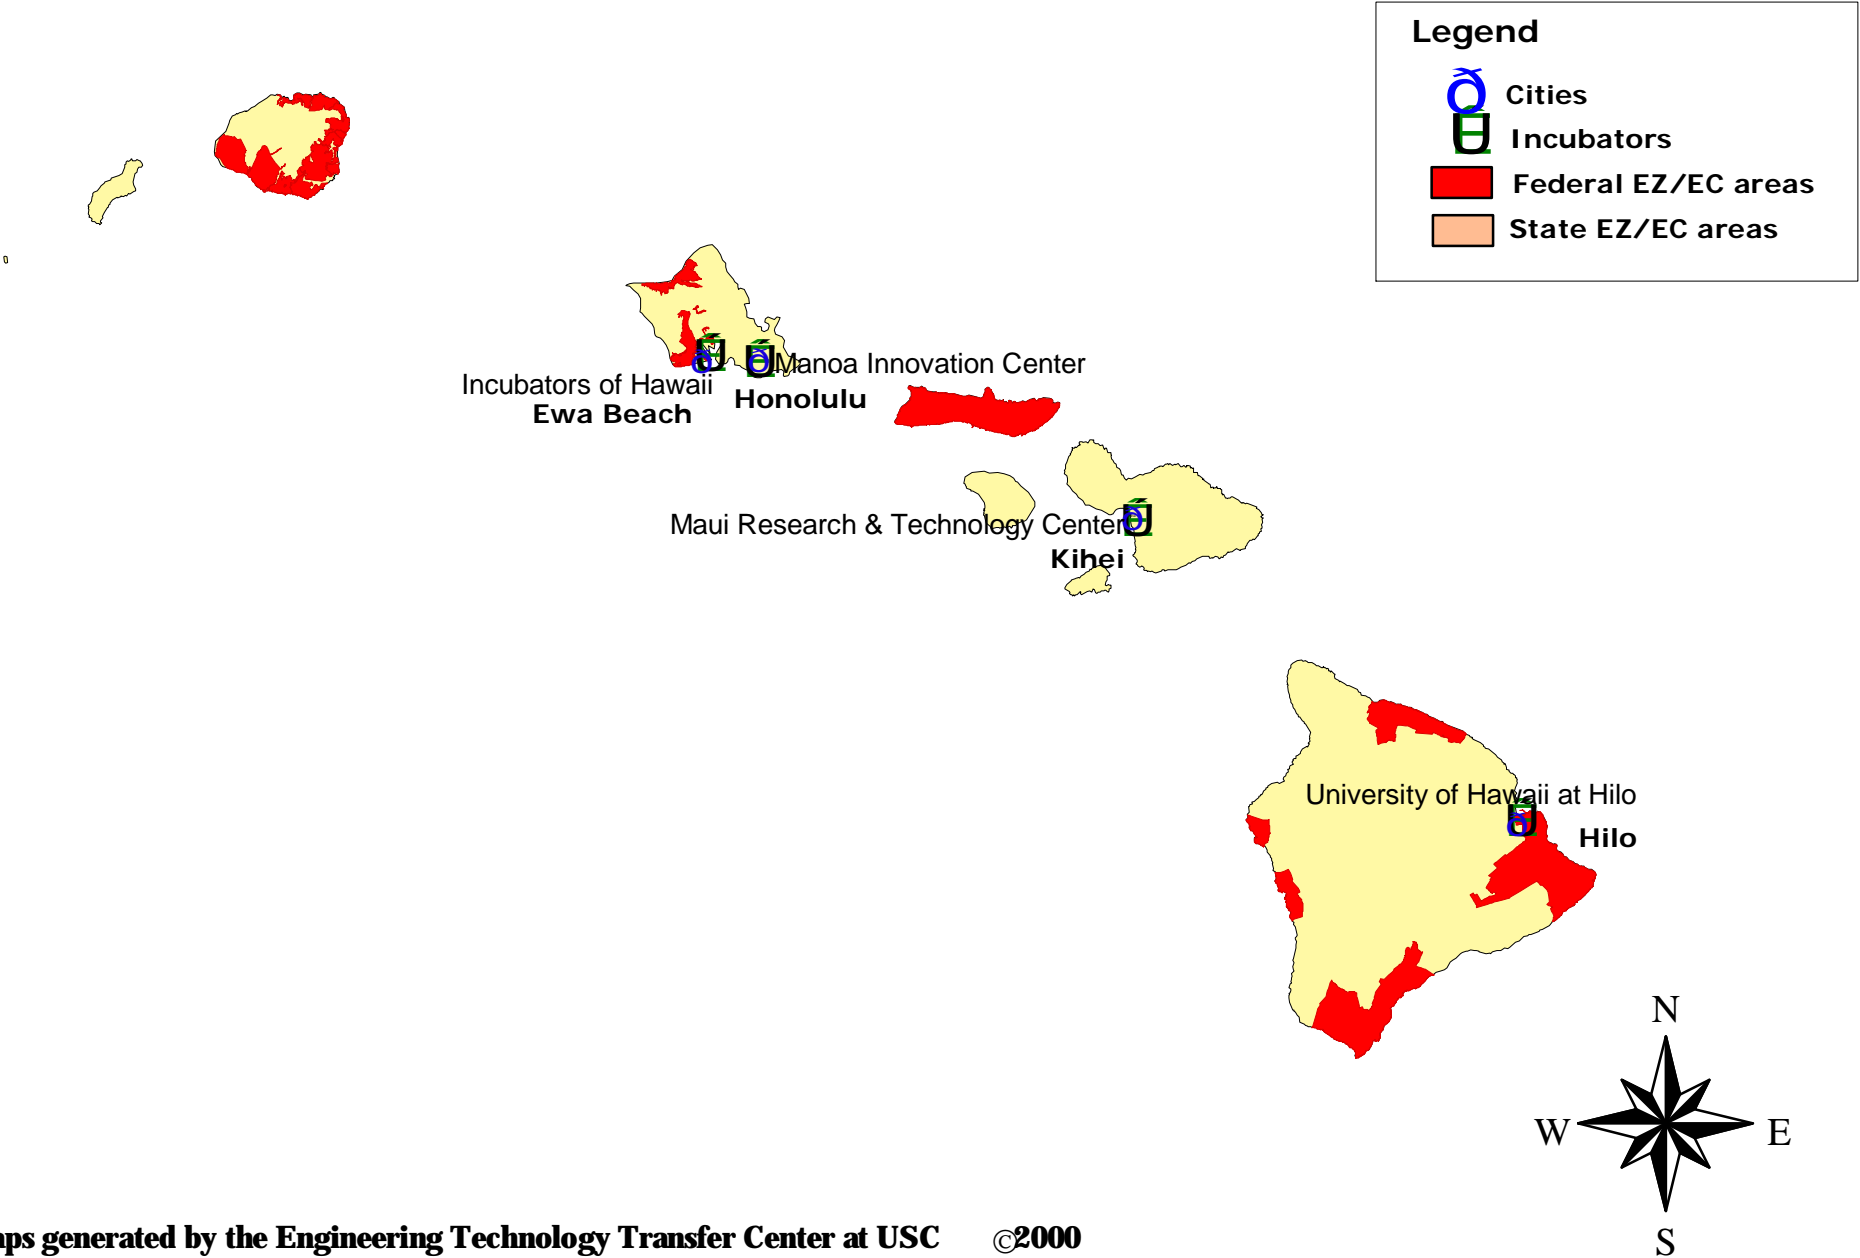 Legend
Cities
Incubators
Federal EZ/EC areas
State EZ/EC areas
Manoa Innovation Center
Incubators of Hawaii
Honolulu
Ewa Beach
Maui Research & Technology Center
Kihei
University of Hawaii at Hilo
Hilo
N
W E
S
generated by the Engineering Technology Transfer Center at USC ©2000